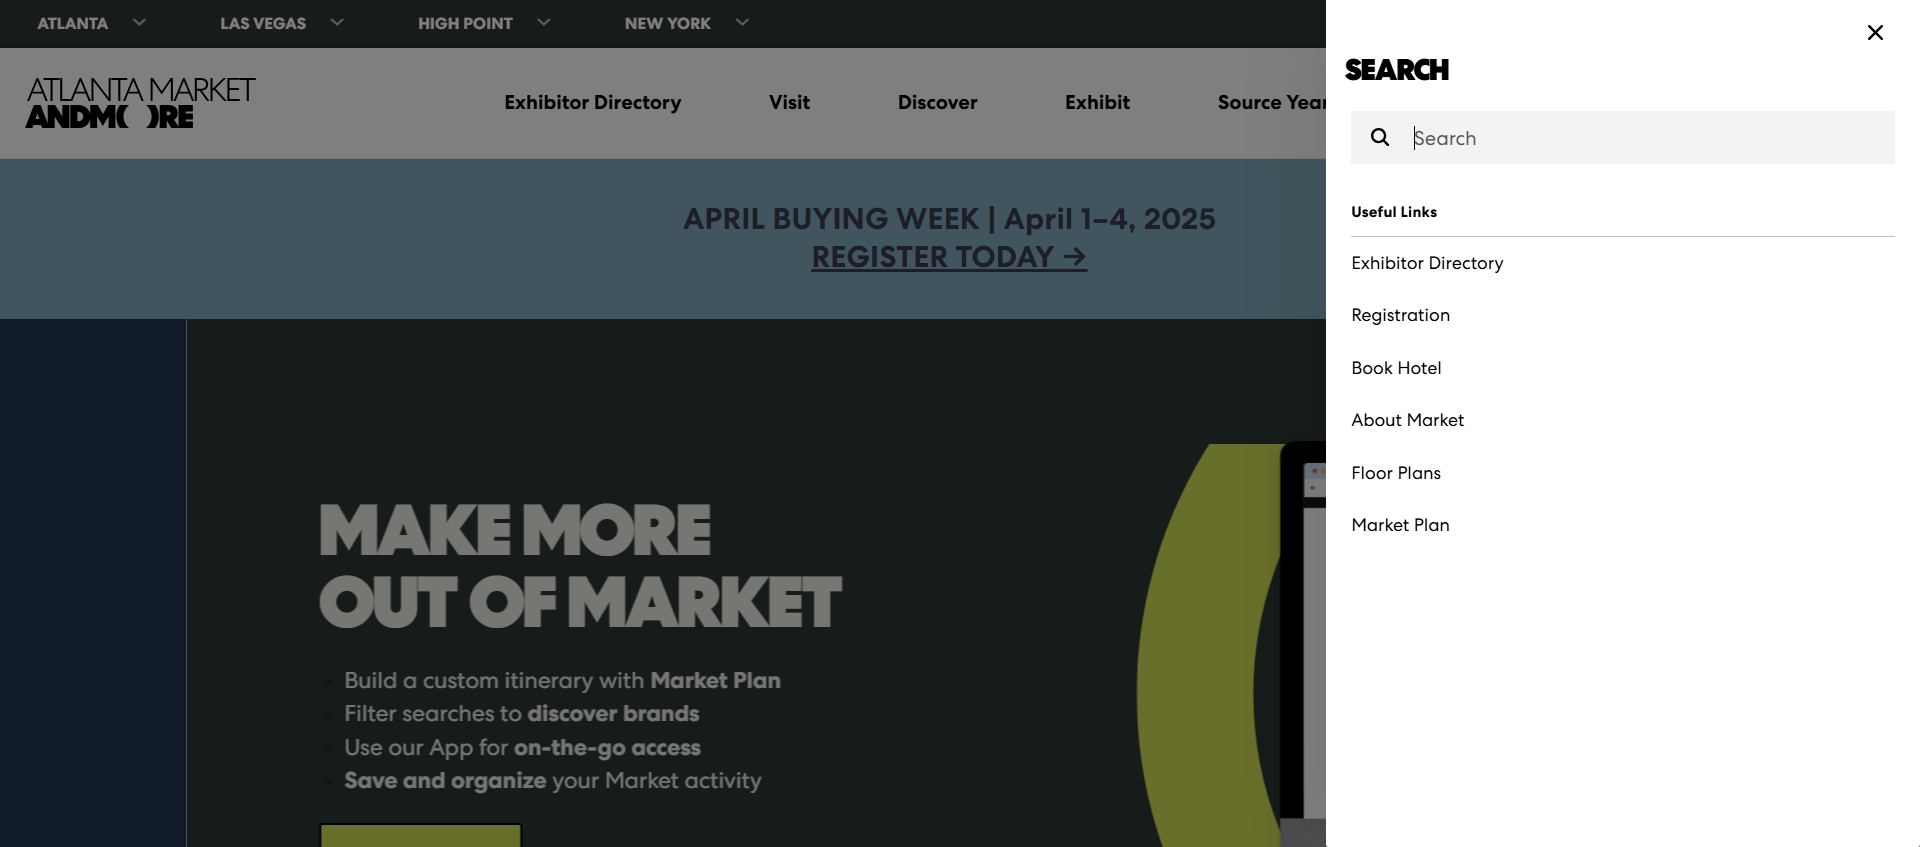 ATLANTA
LAS VEGAS
HIGH POINT
NEW YORK
ATLANTA MARKET
ANDMORE
Exhibitor Directory
Visit
Discover
Exhibit
Source Year
APRIL BUYING WEEK | April 1–4, 2025
REGISTER TODAY →
MAKE MORE
OUT OF MARKET
Build a custom itinerary with Market Plan
Filter searches to discover brands
Use our App for on-the-go access
Save and organize your Market activity
SEARCH
Search
Useful Links
Exhibitor Directory
Registration
Book Hotel
About Market
Floor Plans
Market Plan